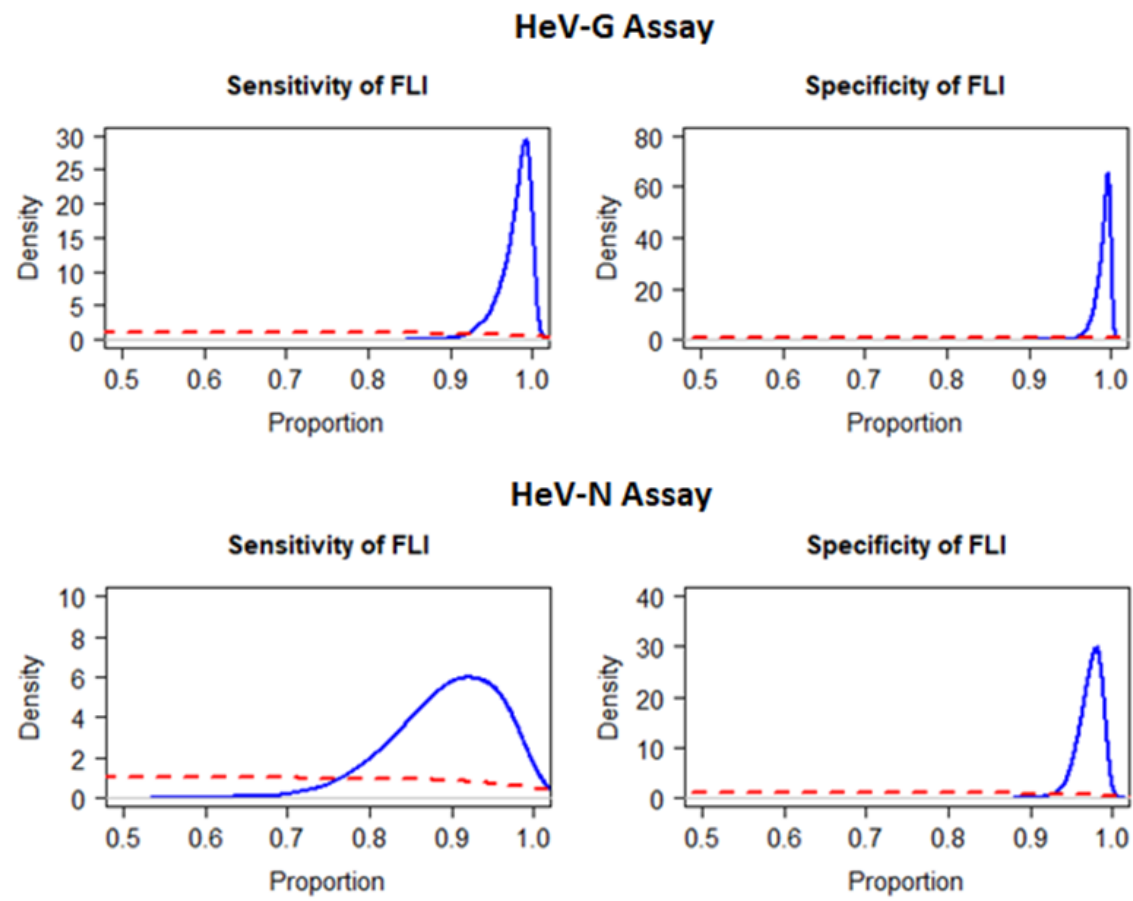 HeV-G Assay
Sensitivity of FLI
Density
30
25
20
15
10
5
0
0.5 0.6 0.7 0.8 0.9 1.0
Proportion
Specificity of FLI
Density
80
60
40
20
0
0.5 0.6 0.7 0.8 0.9 1.0
Proportion
HeV-N Assay
Sensitivity of FLI
Density
10
8
6
4
2
0
0.5 0.6 0.7 0.8 0.9 1.0
Proportion
Specificity of FLI
Density
40
30
20
10
0
0.5 0.6 0.7 0.8 0.9 1.0
Proportion